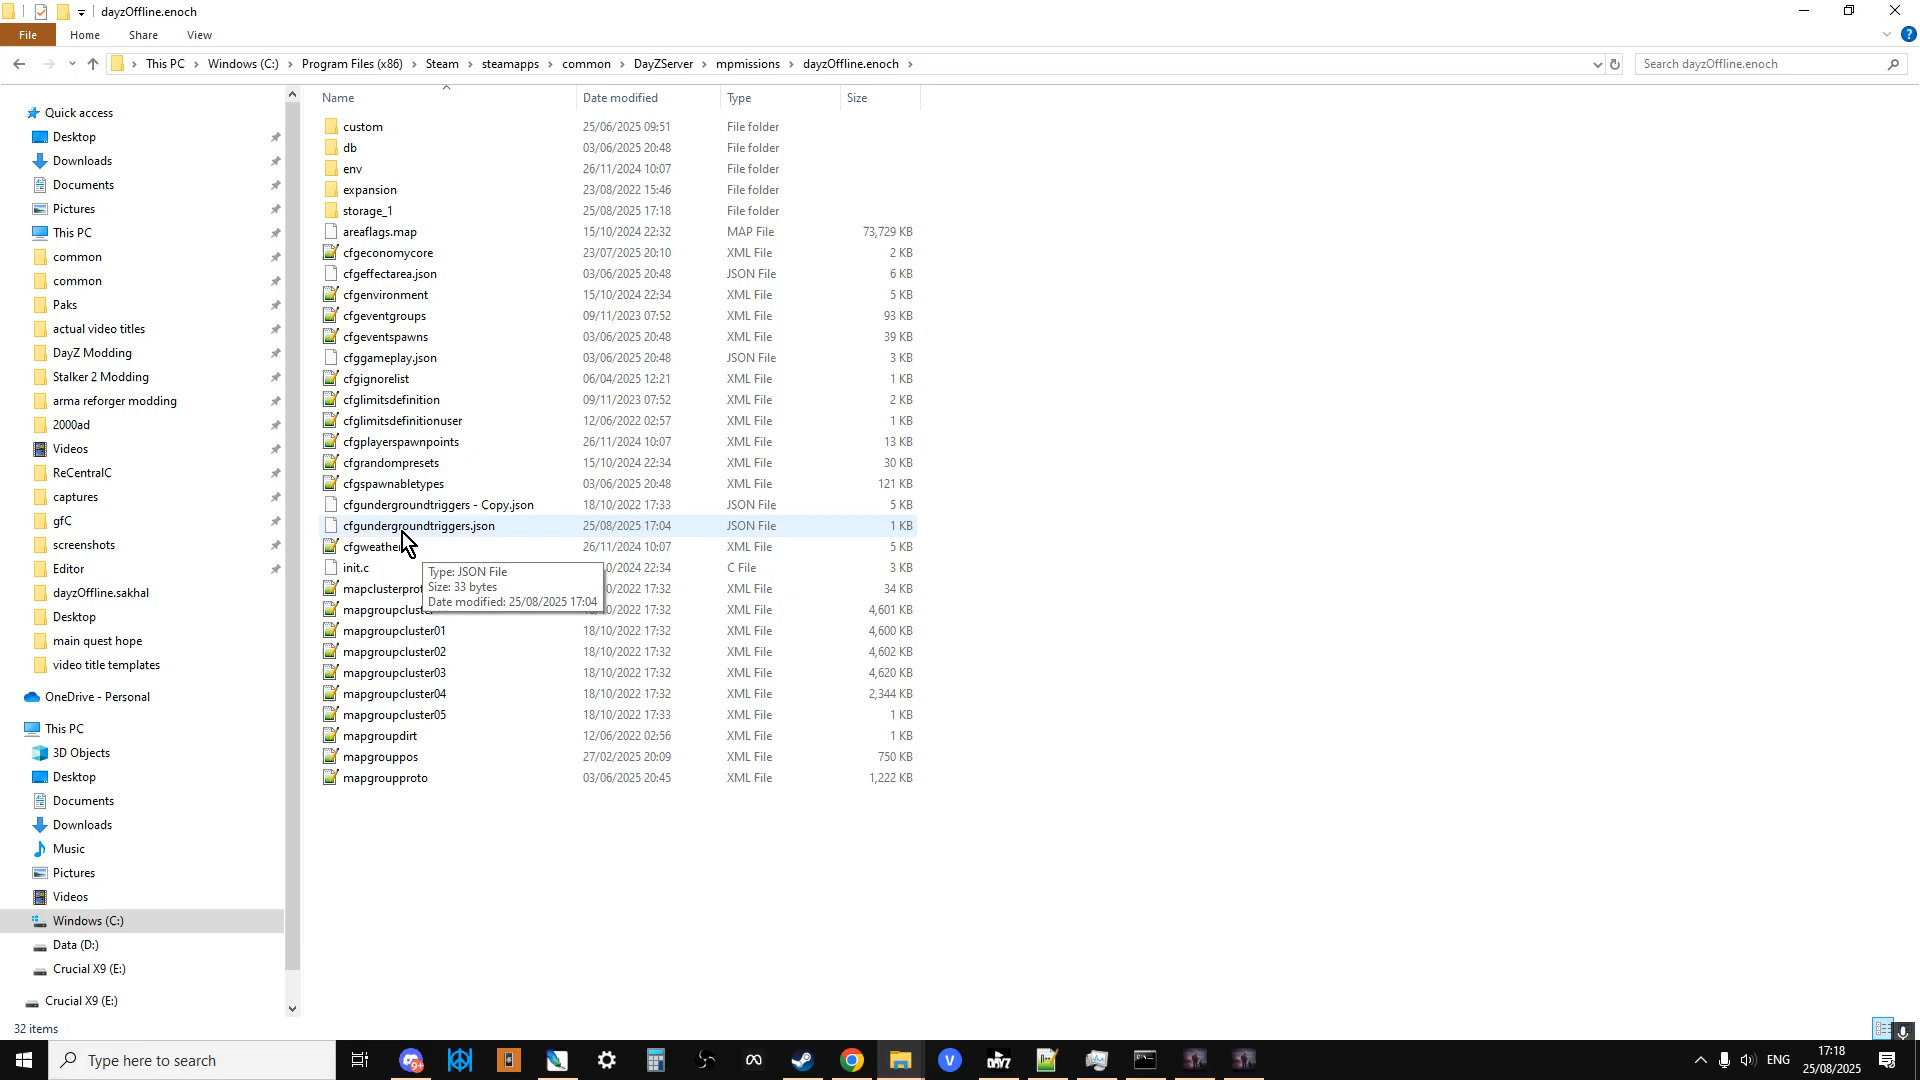 dayzOffline.enoch
File Home Share View
This PC Windows (C:) Program Files (x86) Steam steamapps common DayZServer mpmissions dayzOffline.enoch
Search dayzOffline.enoch
Quick access
Desktop
Downloads
Documents
Pictures
This PC
common
common
Paks
actual video titles
DayZ Modding
Stalker 2 Modding
arma reforger modding
2000ad
Videos
ReCentralC
captures
gfC
screenshots
Editor
dayzOffline.sakhal
Desktop
main quest hope
video title templates
OneDrive - Personal
This PC
3D Objects
Desktop
Documents
Downloads
Music
Pictures
Videos
Windows (C:)
Data (D:)
Crucial X9 (E:)
Crucial X9 (E:)
Name Date modified Type Size
custom 25/06/2025 09:51 File folder
db 03/06/2025 20:48 File folder
env 26/11/2024 10:07 File folder
expansion 23/08/2022 15:46 File folder
storage_1 25/08/2025 17:18 File folder
areaflags.map 15/10/2024 22:32 MAP File 73,729 KB
cfgeconomycore 23/07/2025 20:10 XML File 2 KB
cfgeffectarea.json 03/06/2025 20:48 JSON File 6 KB
cfgenvironment 15/10/2024 22:34 XML File 5 KB
cfgeventgroups 09/11/2023 07:52 XML File 93 KB
cfgeventspawns 03/06/2025 20:48 XML File 39 KB
cfggameplay.json 03/06/2025 20:48 JSON File 3 KB
cfgignorelist 06/04/2025 12:21 XML File 1 KB
cfglimitsdefinition 09/11/2023 07:52 XML File 2 KB
cfglimitsdefinitionuser 12/06/2022 02:57 XML File 1 KB
cfgplayerspawnpoints 26/11/2024 10:07 XML File 13 KB
cfgrandompresets 15/10/2024 22:34 XML File 30 KB
cfgspawnabletypes 03/06/2025 20:48 XML File 121 KB
cfgundergroundtriggers - Copy.json 18/10/2022 17:33 JSON File 5 KB
cfgundergroundtriggers.json 25/08/2025 17:04 JSON File 1 KB
cfgweather 26/11/2024 10:07 XML File 5 KB
init.c 0/2024 22:34 C File 3 KB
mapclusterprot 0/2022 17:32 XML File 34 KB
mapgroupcluster 0/2022 17:32 XML File 4,601 KB
mapgroupcluster01 18/10/2022 17:32 XML File 4,600 KB
mapgroupcluster02 18/10/2022 17:32 XML File 4,602 KB
mapgroupcluster03 18/10/2022 17:32 XML File 4,620 KB
mapgroupcluster04 18/10/2022 17:32 XML File 2,344 KB
mapgroupcluster05 18/10/2022 17:33 XML File 1 KB
mapgroupdirt 12/06/2022 02:56 XML File 1 KB
mapgrouppos 27/02/2025 20:09 XML File 750 KB
mapgroupproto 03/06/2025 20:45 XML File 1,222 KB
Type: JSON File
Size: 33 bytes
Date modified: 25/08/2025 17:04
32 items
Type here to search
DAYZ
ENG
17:18
25/08/2025